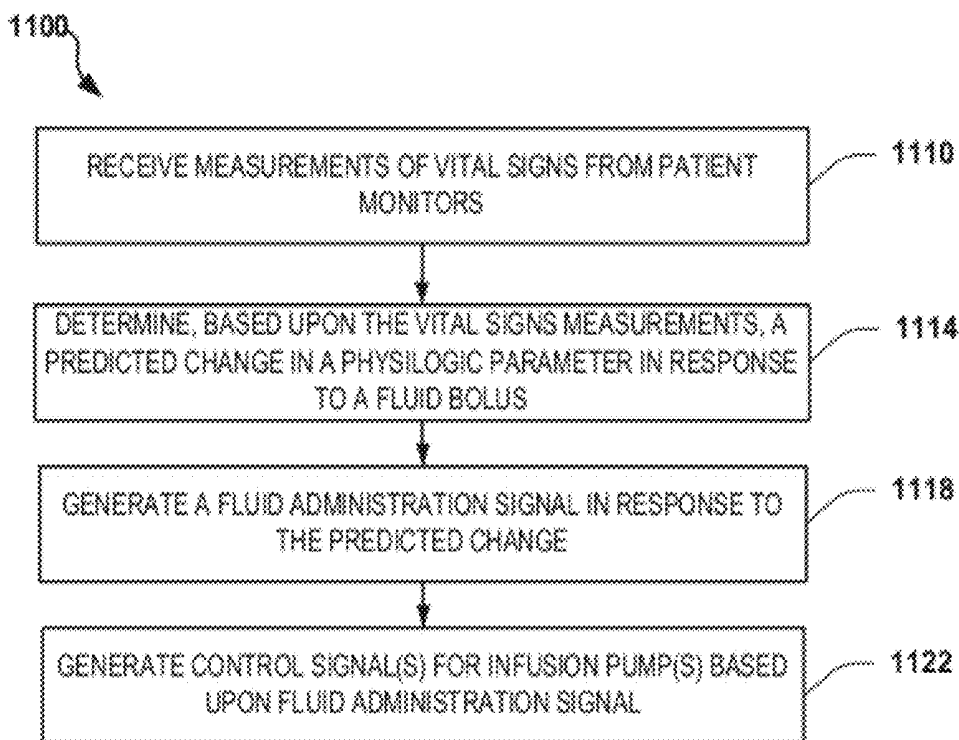 1100
RECEIVE MEASUREMENTS OF VITAL SIGNS FROM PATIENT
MONITORS
1110
DETERMINE, BASED UPON THE VITAL SIGNS MEASUREMENTS, A
PREDICTED CHANGE IN A PHYSILOGIC PARAMETER IN RESPONSE
TO A FLUID BOLUS
1114
GENERATE A FLUID ADMINISTRATION SIGNAL IN RESPONSE TO
THE PREDICTED CHANGE
1118
GENERATE CONTROL SIGNAL(S) FOR INFUSION PUMP(S) BASED
UPON FLUID ADMINISTRATION SIGNAL
1122